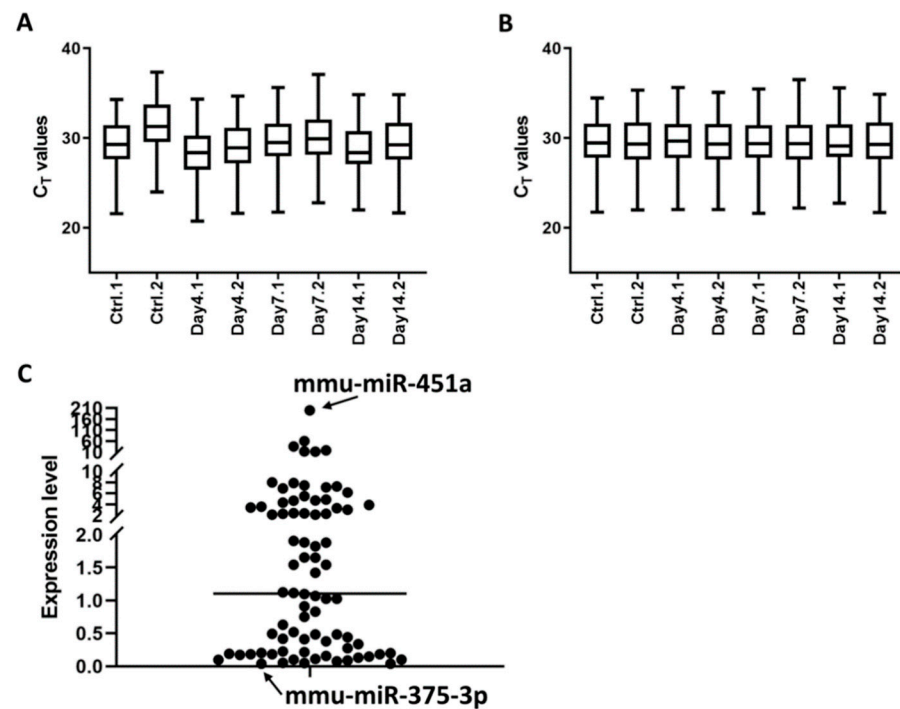 A
B
40
30
20
C_T values
Ctrl.1
Ctrl.2
Day4.1
Day4.2
Day7.1
Day7.2
Day14.1
Day14.2
40
30
20
C_T values
Ctrl.1
Ctrl.2
Day4.1
Day4.2
Day7.1
Day7.2
Day14.1
Day14.2
C
mmu-miR-451a
210
160
110
60
10
10
8
6
4
2
2.0
1.5
1.0
0.5
0.0
Expression level
mmu-miR-375-3p